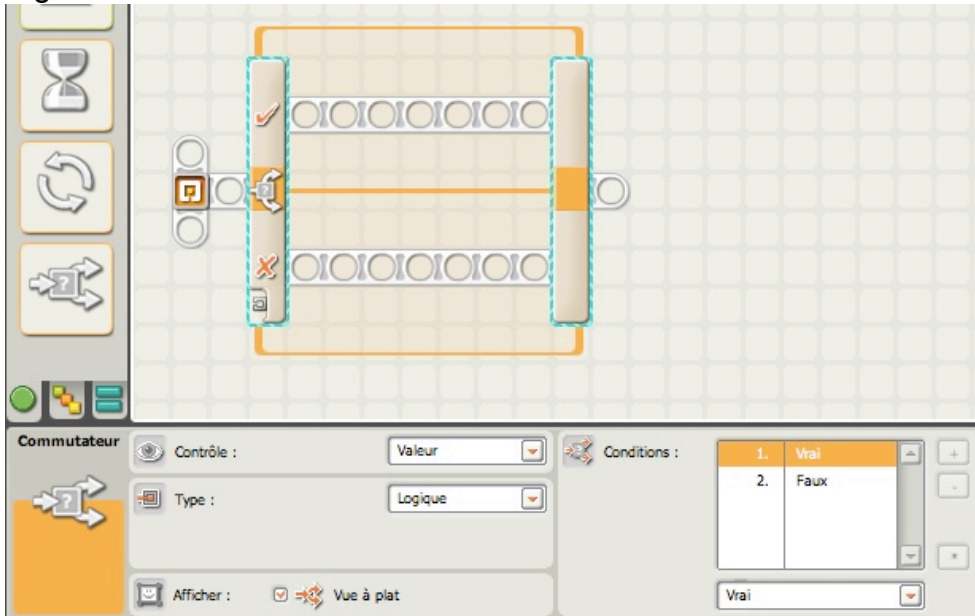 Commutateur
Contrôle :
Valeur
Type :
Logique
Afficher :
Vue à plat
Conditions :
1. Vrai
2. Faux
Vrai